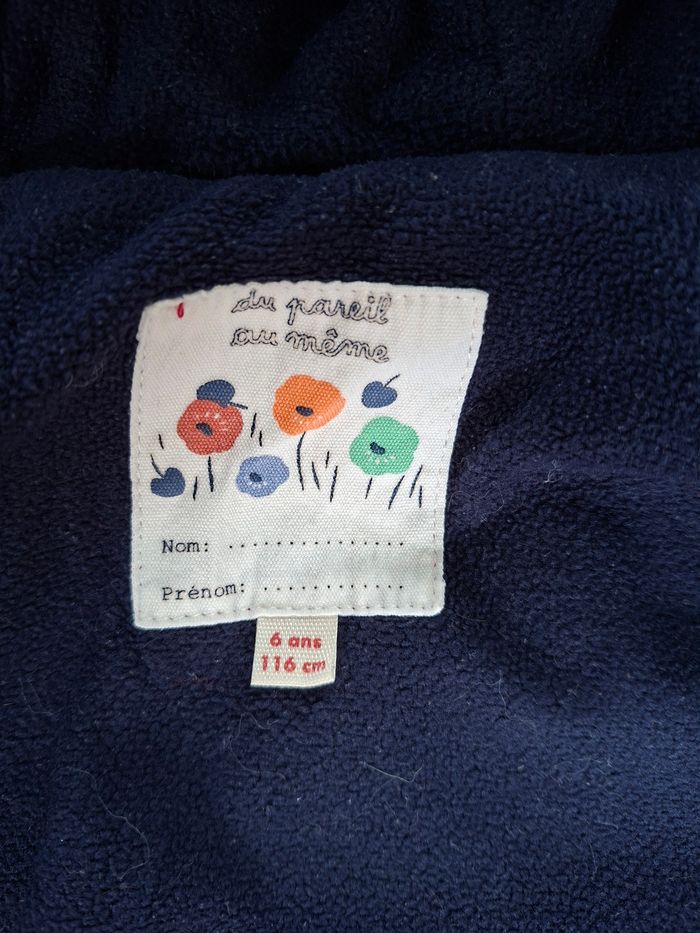 du pareil
au même
Nom: ................
Prénom: .............
6 ans
116 cm